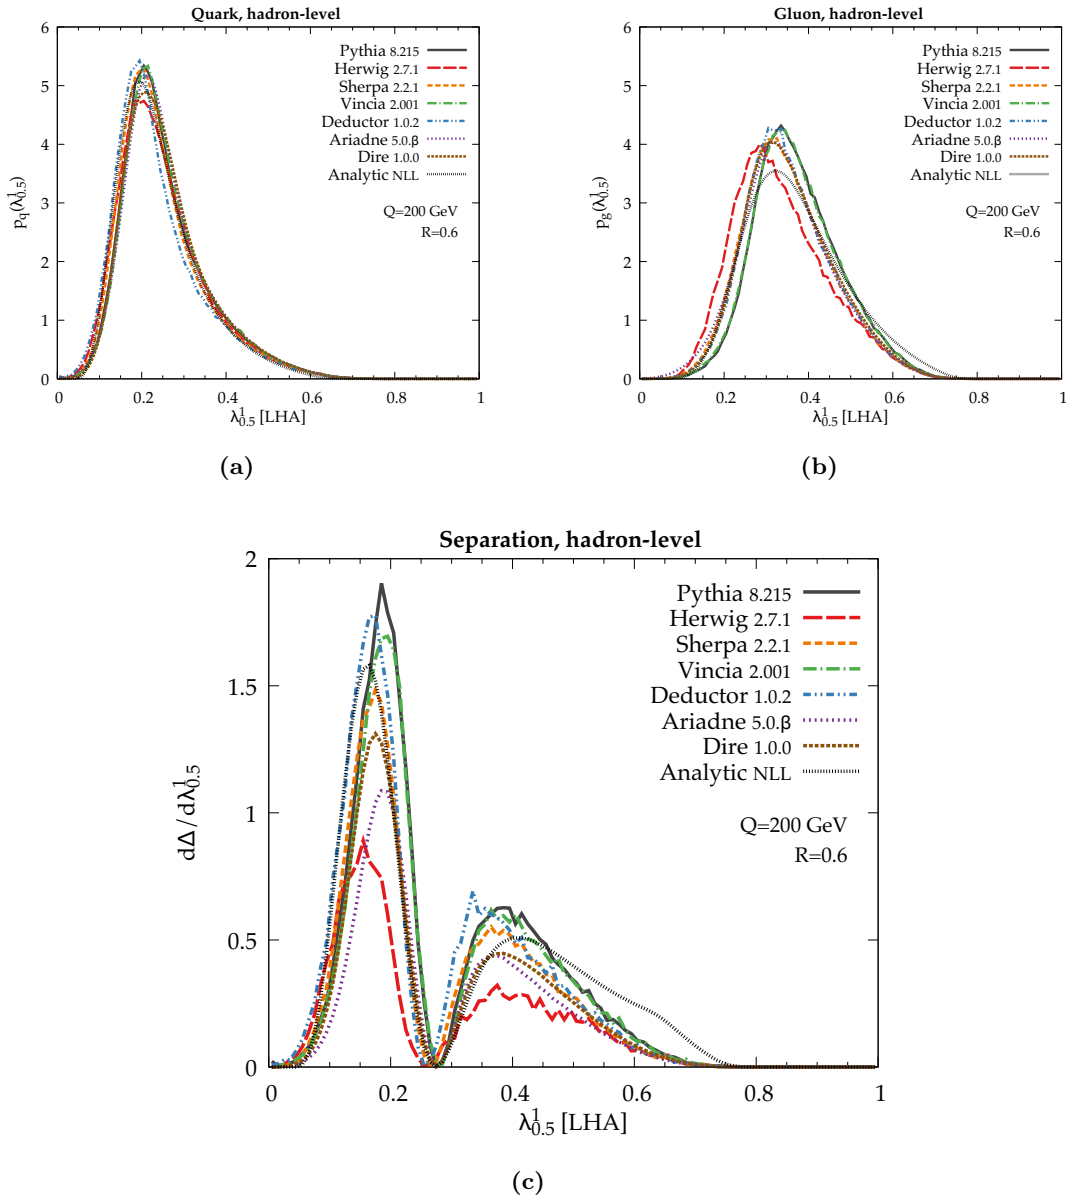 Quark, hadron-level
p_q(λ^1_0.5)
6
5
4
3
2
1
0
Pythia 8.215
Herwig 2.7.1
Sherpa 2.2.1
Vincia 2.001
Deductor 1.0.2
Ariadne 5.0.β
Dire 1.0.0
Analytic NLL
Q=200 GeV
R=0.6
0 0.2 0.4 0.6 0.8 1
λ^1_0.5 [LHA]
(a)
Gluon, hadron-level
p_g(λ^1_0.5)
6
5
4
3
2
1
0
Pythia 8.215
Herwig 2.7.1
Sherpa 2.2.1
Vincia 2.001
Deductor 1.0.2
Ariadne 5.0.β
Dire 1.0.0
Analytic NLL
Q=200 GeV
R=0.6
0 0.2 0.4 0.6 0.8 1
λ^1_0.5 [LHA]
(b)
Separation, hadron-level
dΔ/dλ^1_0.5
2
1.5
1
0.5
0
Pythia 8.215
Herwig 2.7.1
Sherpa 2.2.1
Vincia 2.001
Deductor 1.0.2
Ariadne 5.0.β
Dire 1.0.0
Analytic NLL
Q=200 GeV
R=0.6
0 0.2 0.4 0.6 0.8 1
λ^1_0.5 [LHA]
(c)